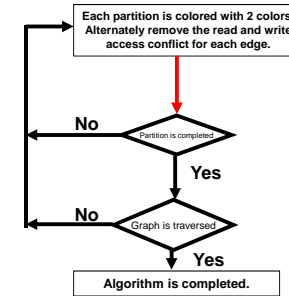 Each partition is colored with 2 colors
Alternately remove the read and write
access conflict for each edge.
No
Partition is completed
Yes
No
Graph is traversed
Yes
Algorithm is completed.